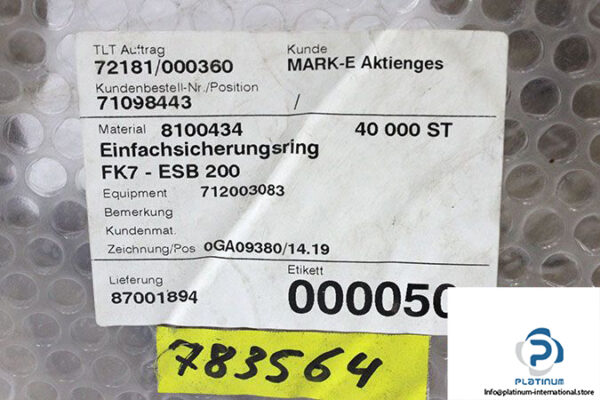 TLT Auftrag Kunde
72181/000360 MARK-E Aktienges
Kundenbestell-Nr./Position
71098443 /
Material 8100434 40 000 ST
Einfachsicherungsring
FK7 - ESB 200
Equipment 712003083
Bemerkung
Kundenmat.
Zeichnung/Pos 0GA09380/14.19
Lieferung Etikett
87001894 000050
783564
PLATINUM
Info@platinum-international.store